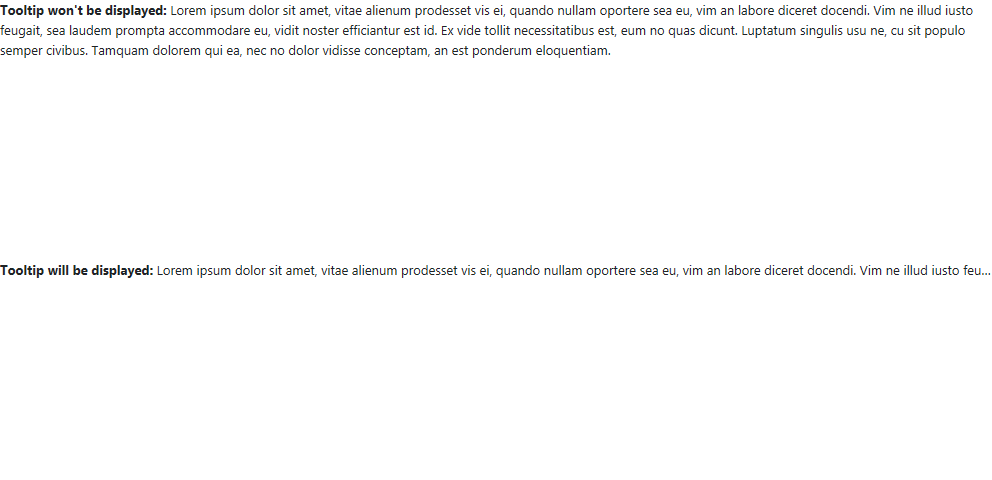 Tooltip won't be displayed: Lorem ipsum dolor sit amet, vitae alienum prodesset vis ei, quando nullam oportere sea eu, vim an labore diceret docendi. Vim ne illud iusto
feugait, sea laudem prompta accommodare eu, vidit noster efficiantur est id. Ex vide tollit necessitatibus est, eum no quas dicunt. Luptatum singulis usu ne, cu sit populo
semper civibus. Tamquam dolorem qui ea, nec no dolor vidisse conceptam, an est ponderum eloquentiam.
Tooltip will be displayed: Lorem ipsum dolor sit amet, vitae alienum prodesset vis ei, quando nullam oportere sea eu, vim an labore diceret docendi. Vim ne illud iusto feu...